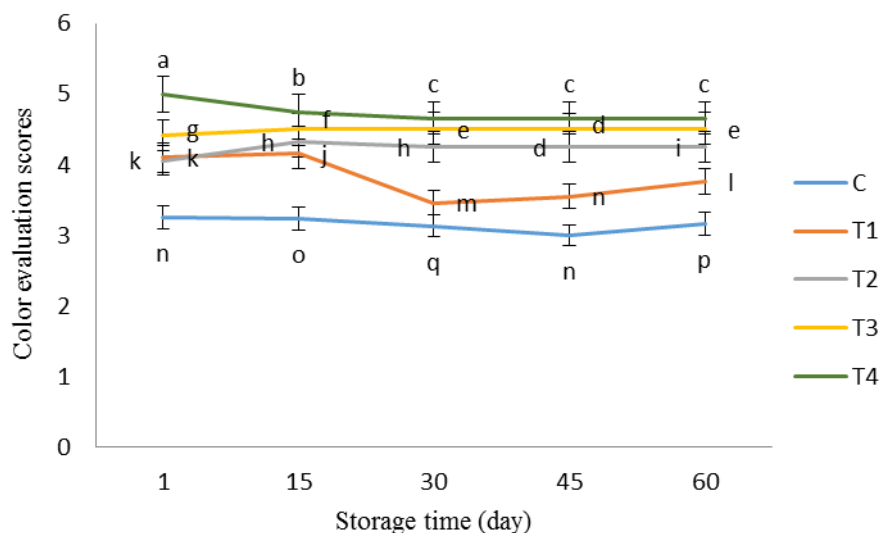 6
a
b
c
c
c
5
g
f
e
d
e
k
k
h
j
h
d
i
4
m
n
l
3
n
o
q
n
p
2
1
0
1 15 30 45 60
Storage time (day)
Color evaluation scores
C
T1
T2
T3
T4